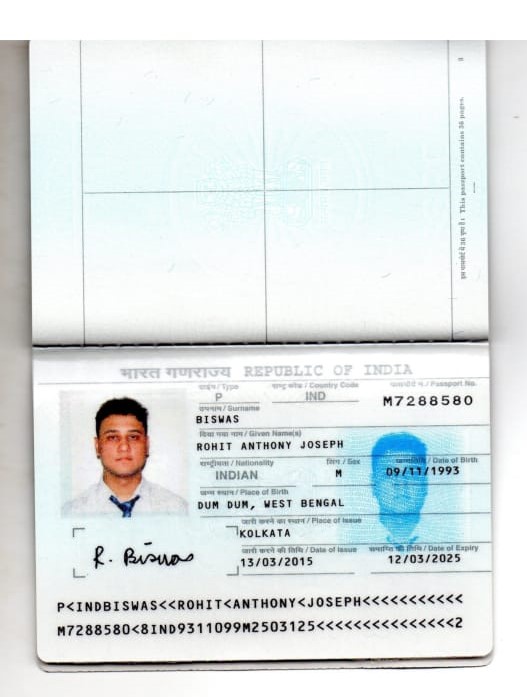 इस पासपोर्ट में 36 पृष्ठ हैं। This passport contains 36 pages.
भारत गणराज्य REPUBLIC OF INDIA
टाईप / Type
राष्ट्र कोड / Country Code
पासपोर्ट न. / Passport No.
P
IND
M7288580
उपनाम / Surname
BISWAS
दिया गया नाम / Given Name(s)
ROHIT ANTHONY JOSEPH
राष्ट्रीयता / Nationality
लिंग / Sex
जन्मतिथि / Date of Birth
INDIAN
M
09/11/1993
जन्म स्थान / Place of Birth
DUM DUM, WEST BENGAL
जारी करने का स्थान / Place of Issue
KOLKATA
जारी करने की तिथि / Date of Issue
समाप्ति की तिथि / Date of Expiry
13/03/2015
12/03/2025
R. Biswas
P<INDBISWAS<<ROHIT<ANTHONY<JOSEPH<<<<<<<<<<<
M7288580<8IND9311099M2503125<<<<<<<<<<<<<<<2